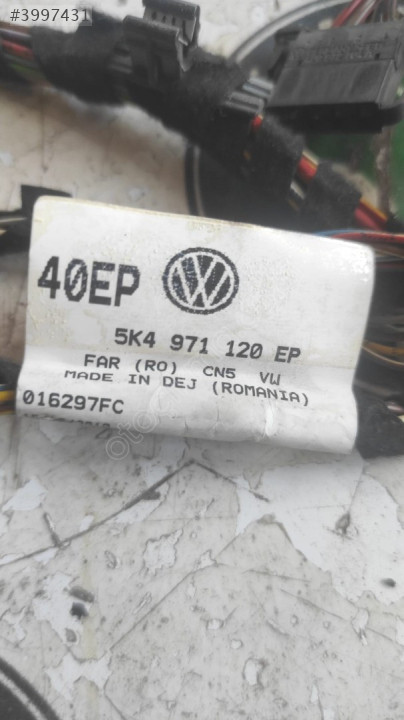 #3997431
40EP
5K4 971 120 EP
FAR (RO) CN5 VW
MADE IN DEJ (ROMANIA)
016297FC